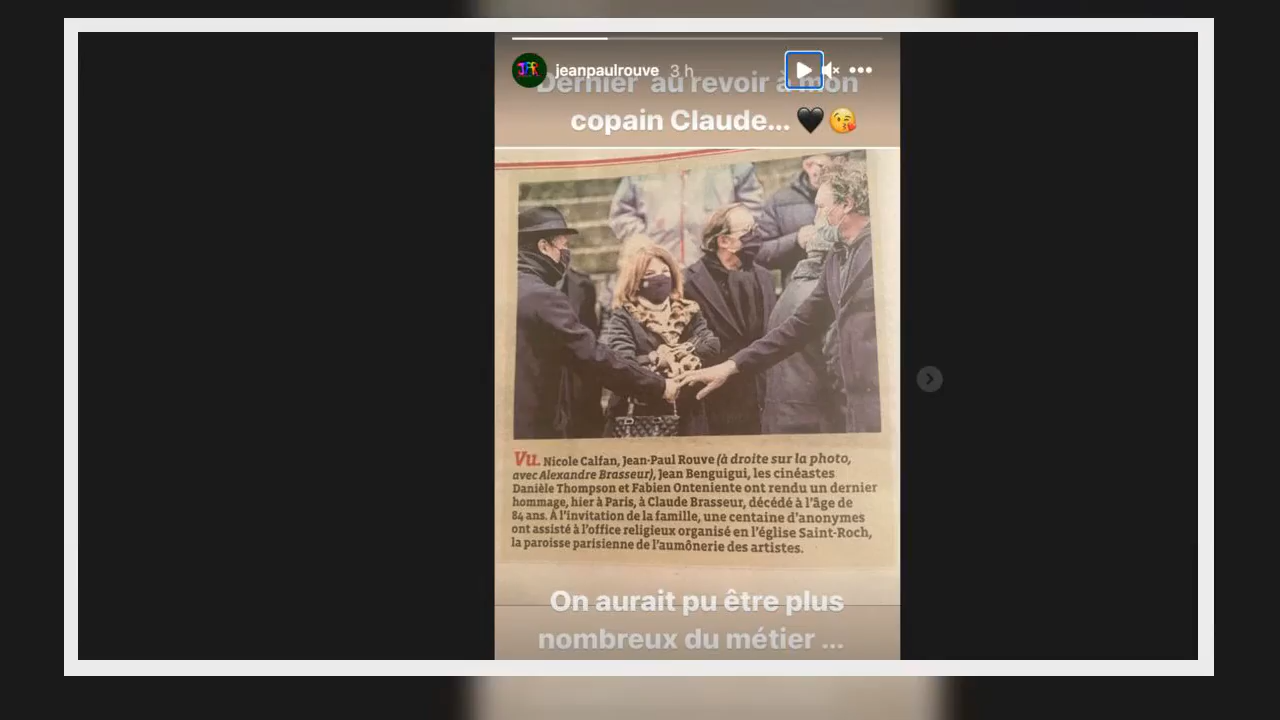 jeanpaulrouve 3 h
Dernier au revoir à mon
copain Claude... 🖤 😘
Vu. Nicole Calfan, Jean-Paul Rouve (à droite sur la photo,
avec Alexandre Brasseur), Jean Benguigui, les cinéastes
Danièle Thompson et Fabien Onteniente ont rendu un dernier
hommage, hier à Paris, à Claude Brasseur, décédé à l'âge de
84 ans. À l'invitation de la famille, une centaine d'anonymes
ont assisté à l'office religieux organisé en l'église Saint-Roch,
la paroisse parisienne de l'aumônerie des artistes.
On aurait pu être plus
nombreux du métier ...